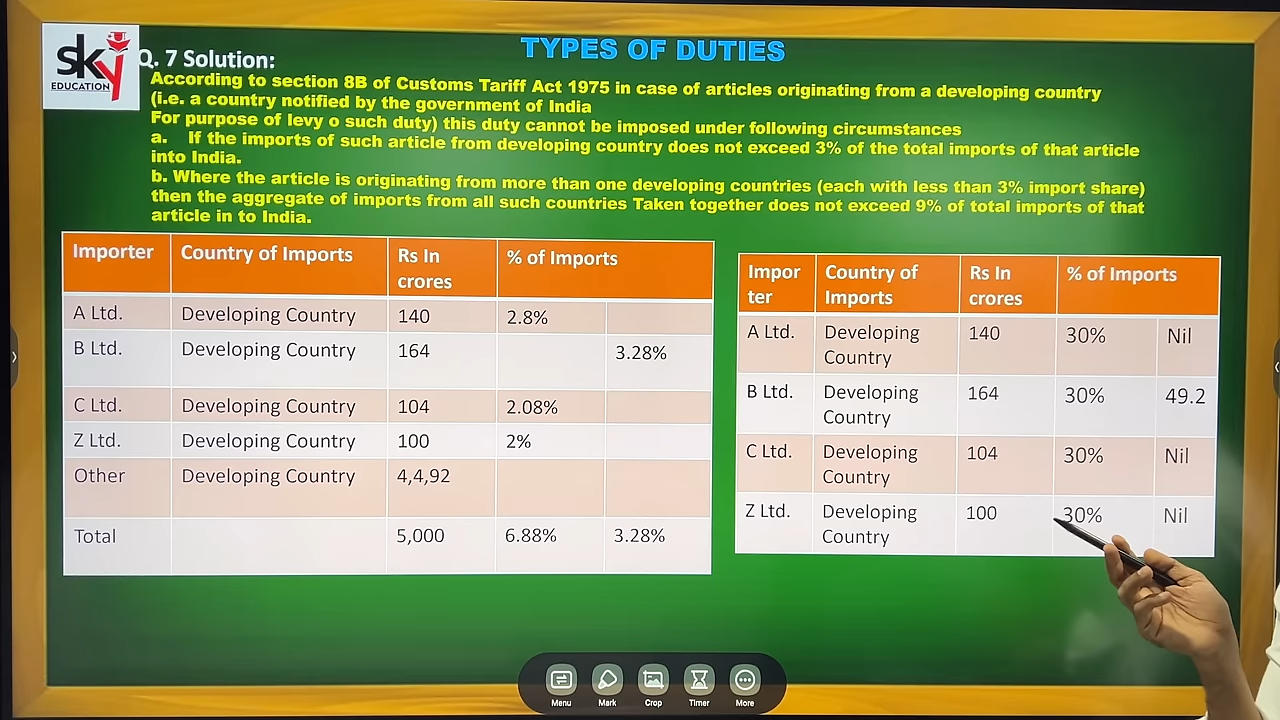 TYPES OF DUTIES
sky
EDUCATION
Q. 7 Solution:
According to section 8B of Customs Tariff Act 1975 in case of articles originating from a developing country
(i.e. a country notified by the government of India
For purpose of levy o such duty) this duty cannot be imposed under following circumstances
a. If the imports of such article from developing country does not exceed 3% of the total imports of that article
into India.
b. Where the article is originating from more than one developing countries (each with less than 3% import share)
then the aggregate of imports from all such countries Taken together does not exceed 9% of total imports of that
article in to India.
Importer Country of Imports Rs In crores % of Imports
A Ltd. Developing Country 140 2.8%
B Ltd. Developing Country 164 3.28%
C Ltd. Developing Country 104 2.08%
Z Ltd. Developing Country 100 2%
Other Developing Country 4,4,92
Total 5,000 6.88% 3.28%
Impor ter Country of Imports Rs In crores % of Imports
A Ltd. Developing Country 140 30% Nil
B Ltd. Developing Country 164 30% 49.2
C Ltd. Developing Country 104 30% Nil
Z Ltd. Developing Country 100 30% Nil
Menu Mark Crop Timer More